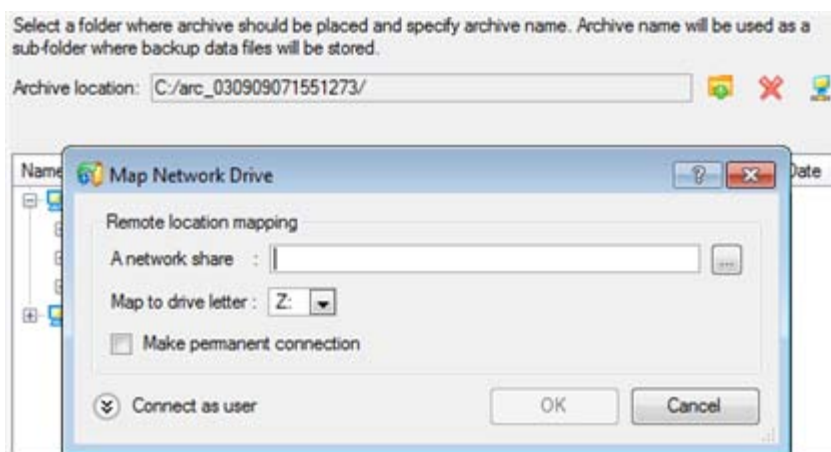 Select a folder where archive should be placed and specify archive name. Archive name will be used as a
sub-folder where backup data files will be stored.
Archive location: C:/arc_030909071551273/
Name
Date
Map Network Drive
Remote location mapping
A network share :
...
Map to drive letter : Z:
Make permanent connection
Connect as user
OK
Cancel